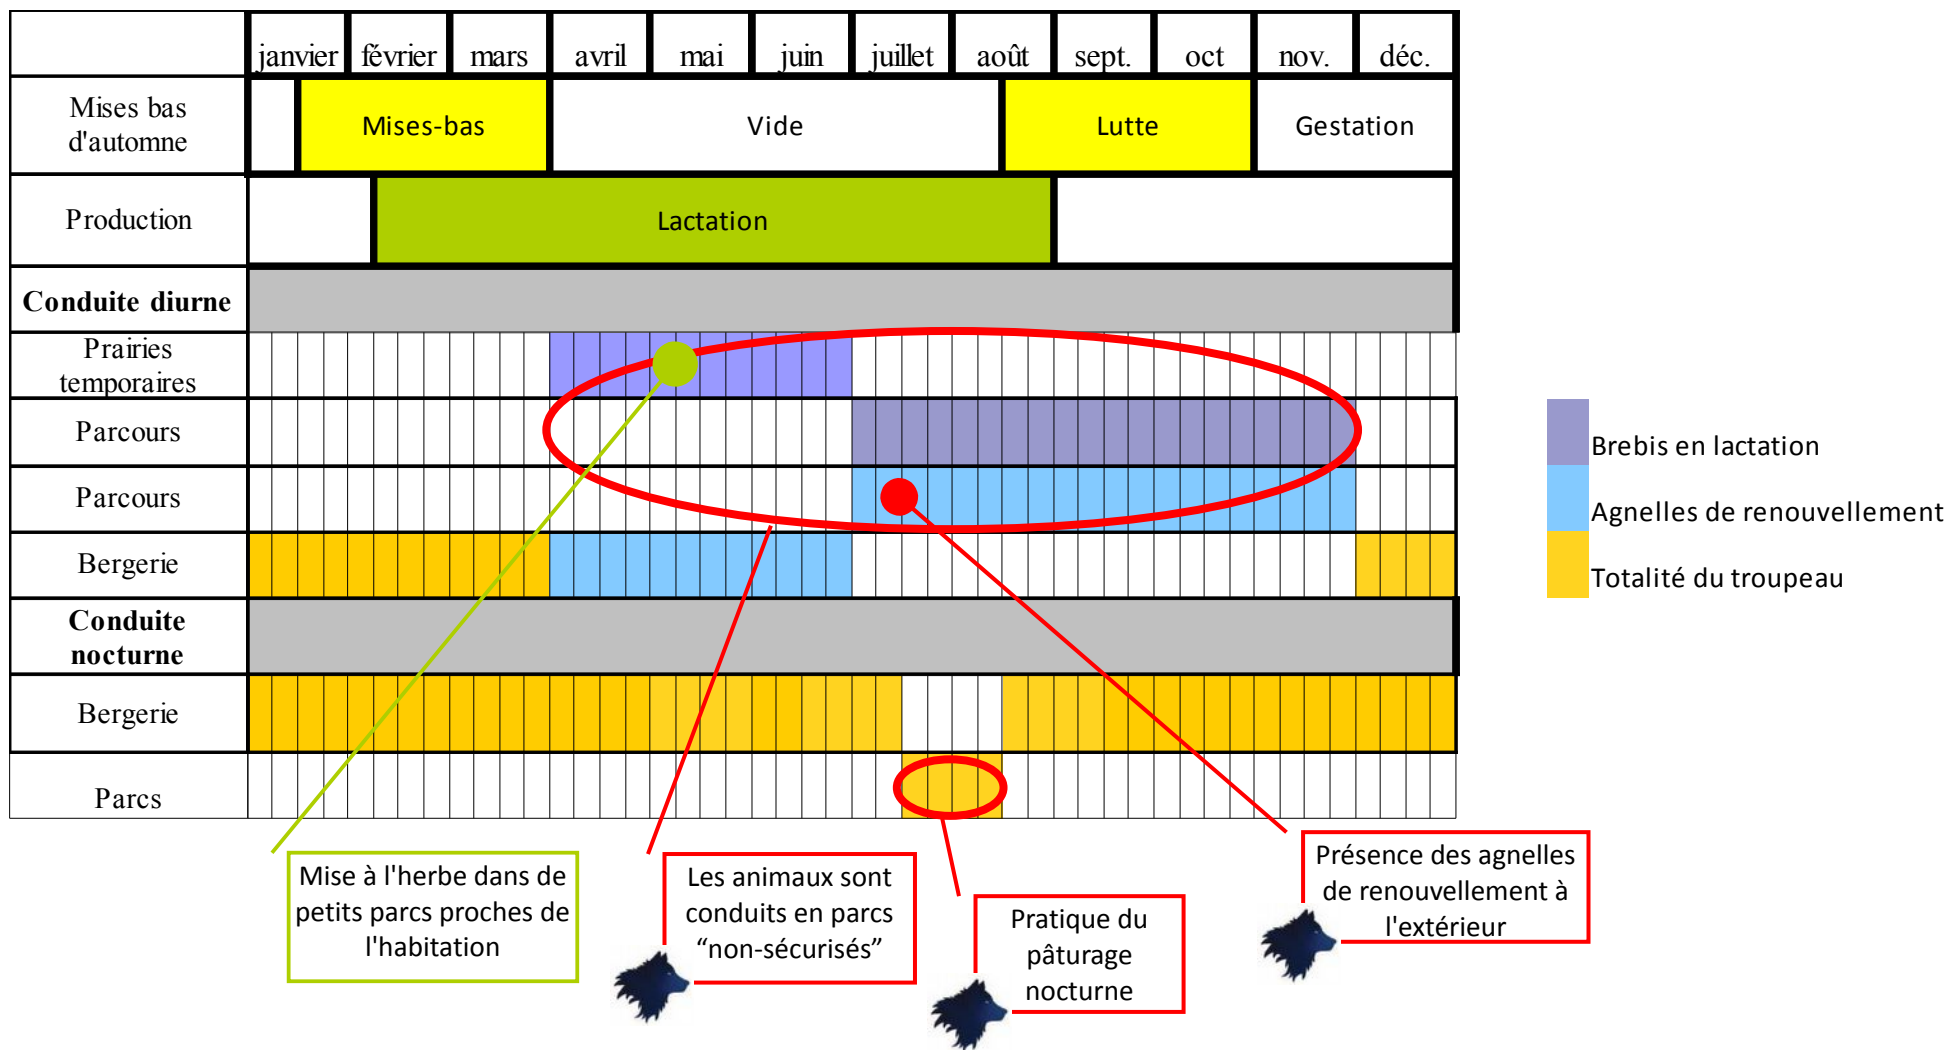 janvier février mars avril mai juin juillet août sept. oct nov. déc.
Mises bas
d'automne
Mises-bas Vide Lutte Gestation
Production Lactation
Conduite diurne
Prairies
temporaires
Parcours
Parcours
Bergerie
Conduite
nocturne
Bergerie
Parcs
Brebis en lactation
Agnelles de renouvellement
Totalité du troupeau
Mise à l'herbe dans de
petits parcs proches de
l'habitation
Les animaux sont
conduits en parcs
“non-sécurisés”
Pratique du
pâturage
nocturne
Présence des agnelles
de renouvellement à
l'extérieur